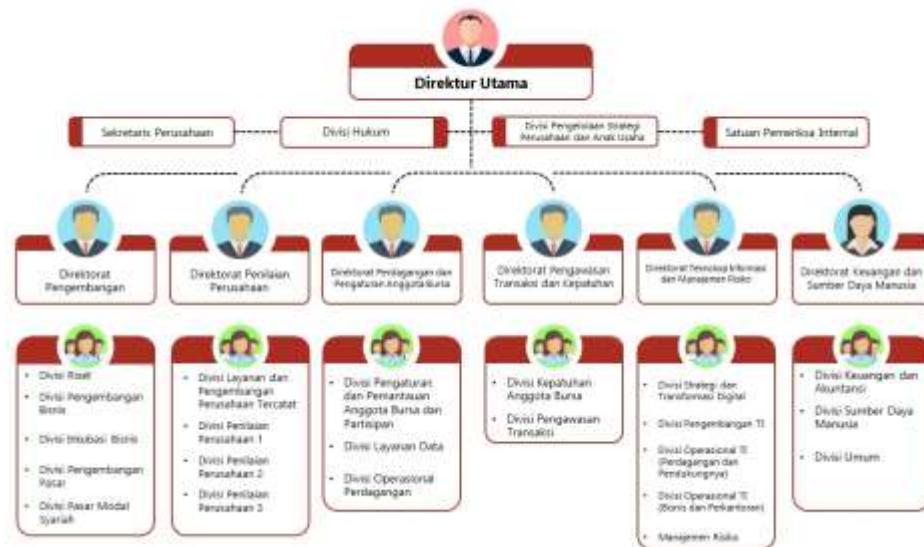 Direktur Utama
Sekretaris Perusahaan
Divisi Hukum
Divisi Pengelolaan Strategi
Perusahaan dan Anak Usaha
Satuan Pemeriksa Internal
Direktorat
Pengembangan
Direktorat Penilaian
Perusahaan
Direktorat Perdagangan dan
Pengaturan Anggota Bursa
Direktorat Pengawasan
Transaksi dan Kepatuhan
Direktorat Teknologi Informasi
dan Manajemen Risiko
Direktorat Keuangan dan
Sumber Daya Manusia
• Divisi Riset
• Divisi Pengembangan
Bisnis
• Divisi Inkubasi Bisnis
• Divisi Pengembangan
Pasar
• Divisi Pasar Modal
Syariah
• Divisi Layanan dan
Pengembangan
Perusahaan Tercatat
• Divisi Penilaian
Perusahaan 1
• Divisi Penilaian
Perusahaan 2
• Divisi Penilaian
Perusahaan 3
• Divisi Pengaturan
dan Pemantauan
Anggota Bursa dan
Partisipan
• Divisi Layanan Data
• Divisi Operasional
Perdagangan
• Divisi Kepatuhan
Anggota Bursa
• Divisi Pengawasan
Transaksi
• Divisi Strategi dan
Transformasi Digital
• Divisi Pengembangan TI
• Divisi Operasional TI
(Perdagangan dan
Pendukungnya)
• Divisi Operasional TI
(Bisnis dan Perkantoran)
• Manajemen Risiko
• Divisi Keuangan dan
Akuntansi
• Divisi Sumber Daya
Manusia
• Divisi Umum